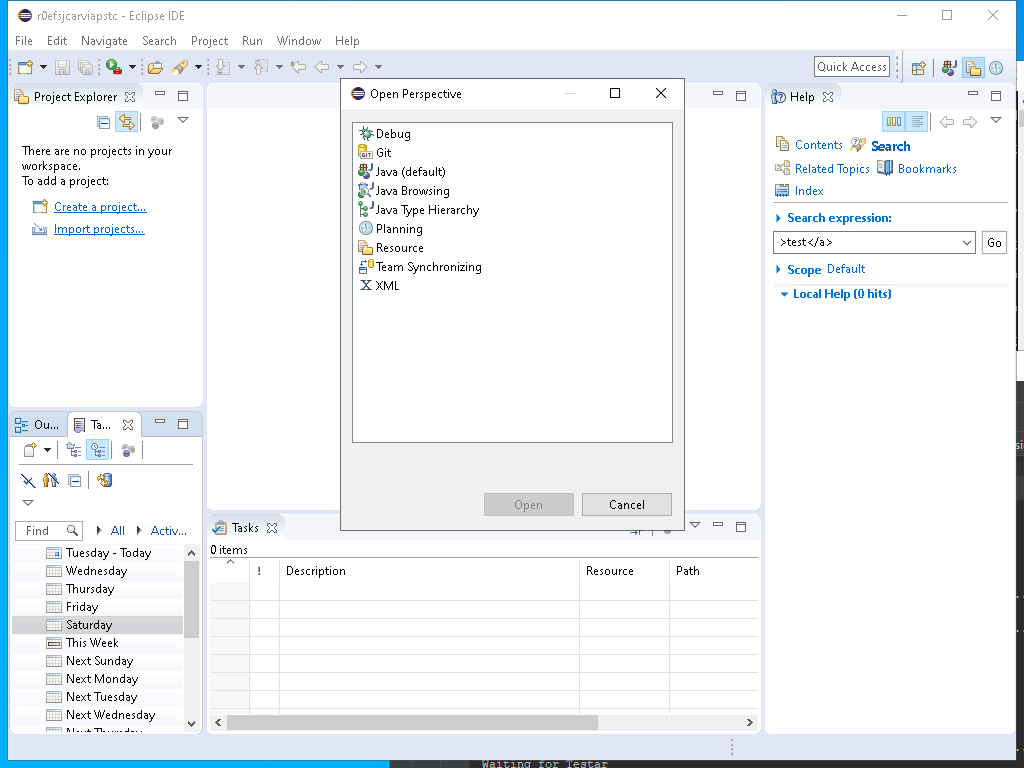 r0efsjcarviapstc - Eclipse IDE
File Edit Navigate Search Project Run Window Help
Quick Access
Project Explorer
There are no projects in your
workspace.
To add a project:
Create a project...
Import projects...
Open Perspective
Debug
Git
Java (default)
Java Browsing
Java Type Hierarchy
Planning
Resource
Team Synchronizing
XML
Open Cancel
Help
Contents Search
Related Topics Bookmarks
Index
Search expression:
>test</a> Go
Scope Default
Local Help (0 hits)
Ou... Ta...
Find All Activ...
Tuesday - Today
Wednesday
Thursday
Friday
Saturday
This Week
Next Sunday
Next Monday
Next Tuesday
Next Wednesday
Next Thursday
Tasks
0 items
! Description Resource Path
Waiting for Testar